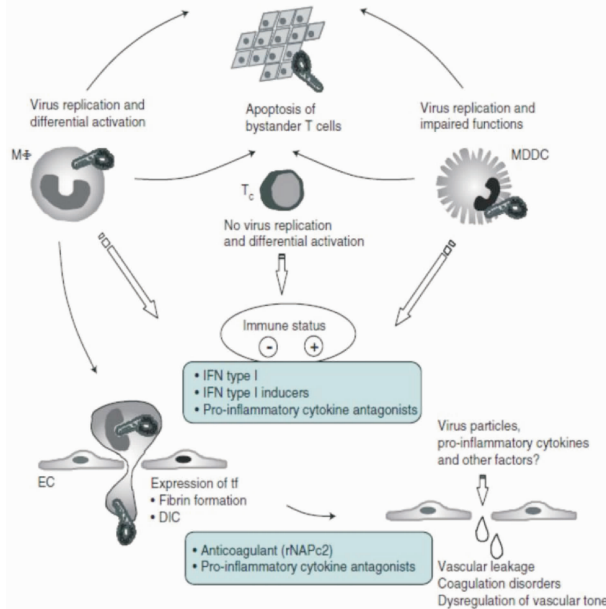 Virus replication and
differential activation
MΦ
Apoptosis of
bystander T cells
Virus replication and
impaired functions
MDDC
Tc
No virus replication
and differential activation
Immune status
- +
• IFN type I
• IFN type I inducers
• Pro-inflammatory cytokine antagonists
EC
Expression of tf
• Fibrin formation
• DIC
Virus particles,
pro-inflammatory cytokines
and other factors?
• Anticoagulant (rNAPc2)
• Pro-inflammatory cytokine antagonists
Vascular leakage
Coagulation disorders
Dysregulation of vascular tone